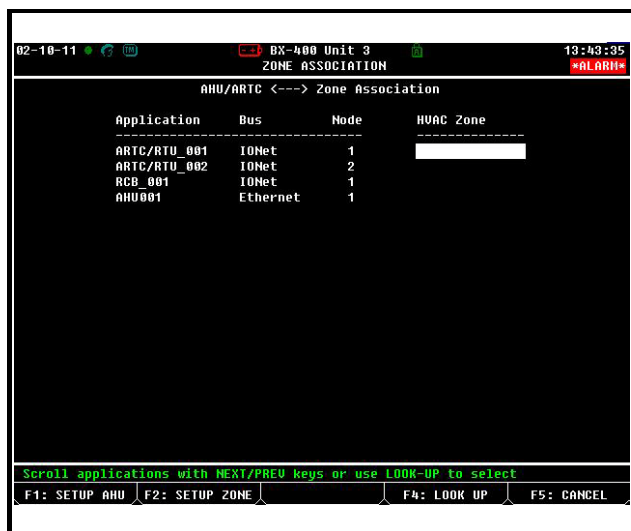 02-10-11 BX-400 Unit 3 13:43:35
ZONE ASSOCIATION *ALARM*
AHU/ARTC <---> Zone Association
Application Bus Node HVAC Zone
ARTC/RTU_001 IONet 1
ARTC/RTU_002 IONet 2
RCB_001 IONet 1
AHU001 Ethernet 1
Scroll applications with NEXT/PREV keys or use LOOK-UP to select
F1: SETUP AHU F2: SETUP ZONE F4: LOOK UP F5: CANCEL